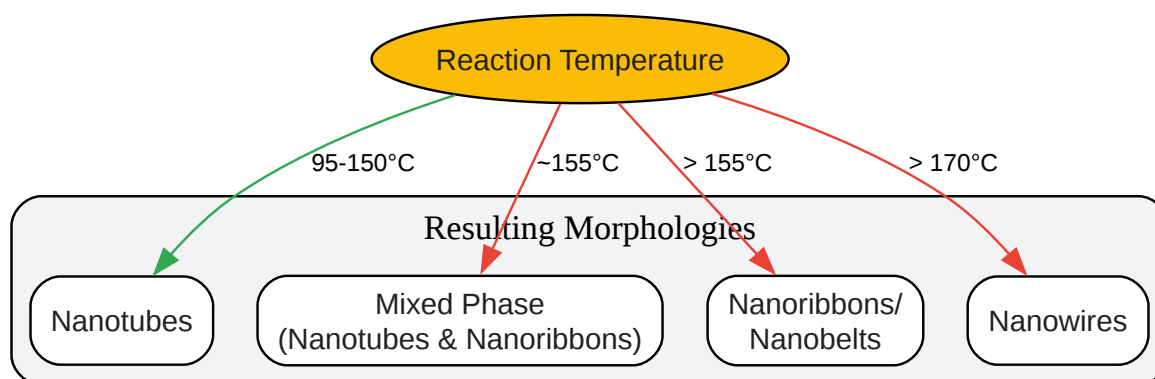 Reaction Temperature
95-150°C
~155°C
> 155°C
> 170°C
Resulting Morphologies
Nanotubes
Mixed Phase
(Nanotubes & Nanoribbons)
Nanoribbons/
Nanobelts
Nanowires